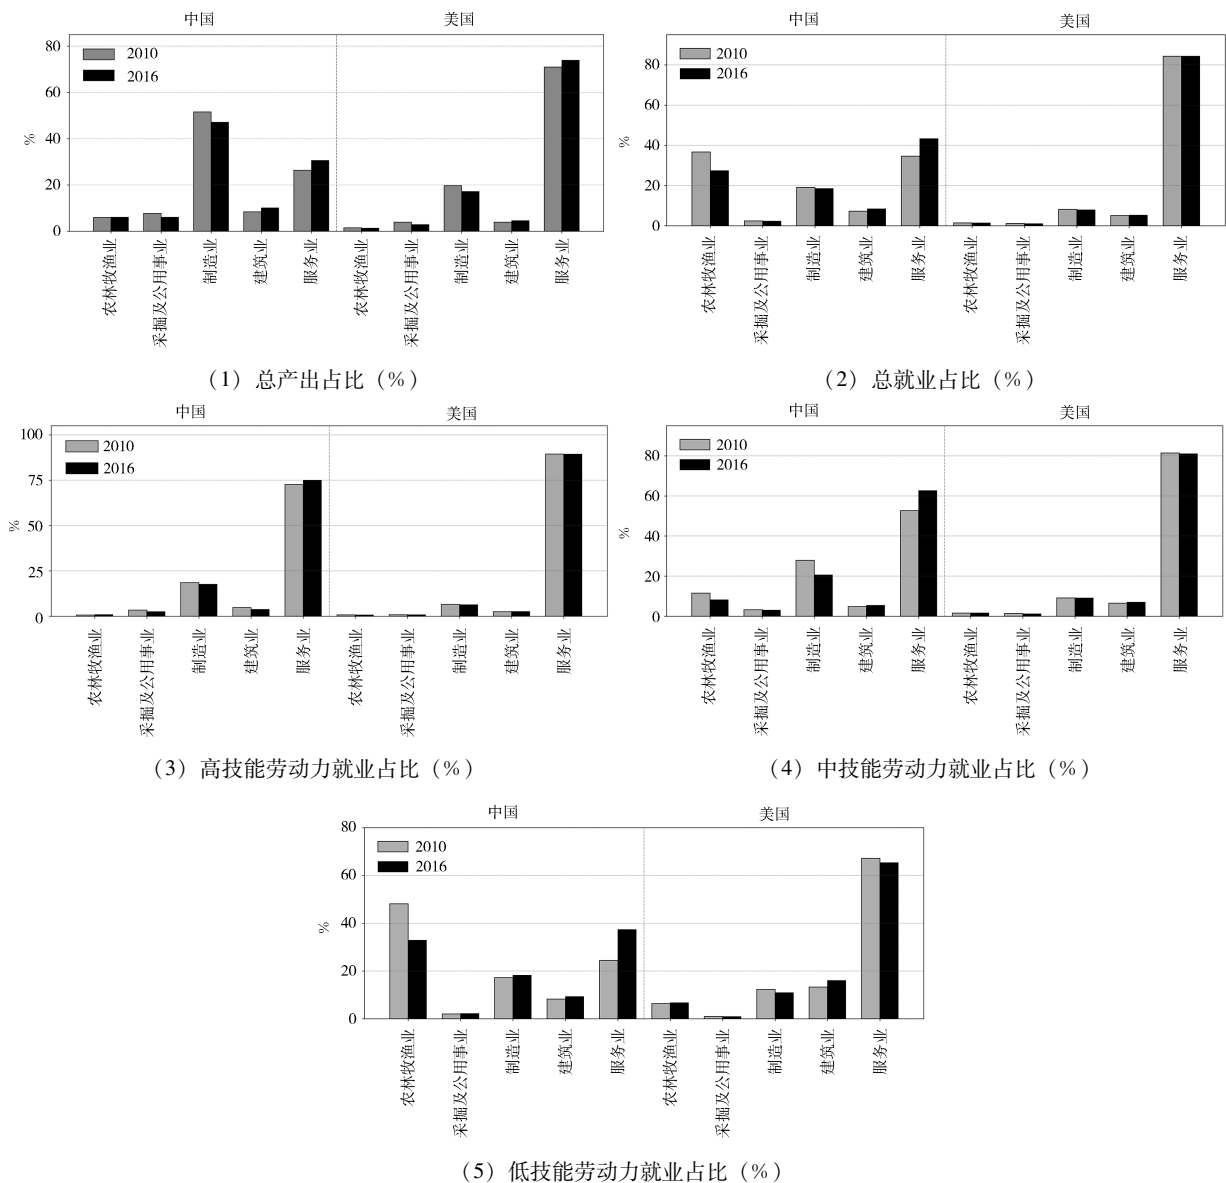 中国 美国
80
60
40
20
0
%
2010
2016
农林牧渔业
采掘及公用事业
制造业
建筑业
服务业
农林牧渔业
采掘及公用事业
制造业
建筑业
服务业
（1）总产出占比（%）
中国 美国
80
60
40
20
0
%
2010
2016
农林牧渔业
采掘及公用事业
制造业
建筑业
服务业
农林牧渔业
采掘及公用事业
制造业
建筑业
服务业
（2）总就业占比（%）
中国 美国
100
75
50
25
0
%
2010
2016
农林牧渔业
采掘及公用事业
制造业
建筑业
服务业
农林牧渔业
采掘及公用事业
制造业
建筑业
服务业
（3）高技能劳动力就业占比（%）
中国 美国
80
60
40
20
0
%
2010
2016
农林牧渔业
采掘及公用事业
制造业
建筑业
服务业
农林牧渔业
采掘及公用事业
制造业
建筑业
服务业
（4）中技能劳动力就业占比（%）
中国 美国
80
60
40
20
0
%
2010
2016
农林牧渔业
采掘及公用事业
制造业
建筑业
服务业
农林牧渔业
采掘及公用事业
制造业
建筑业
服务业
（5）低技能劳动力就业占比（%）